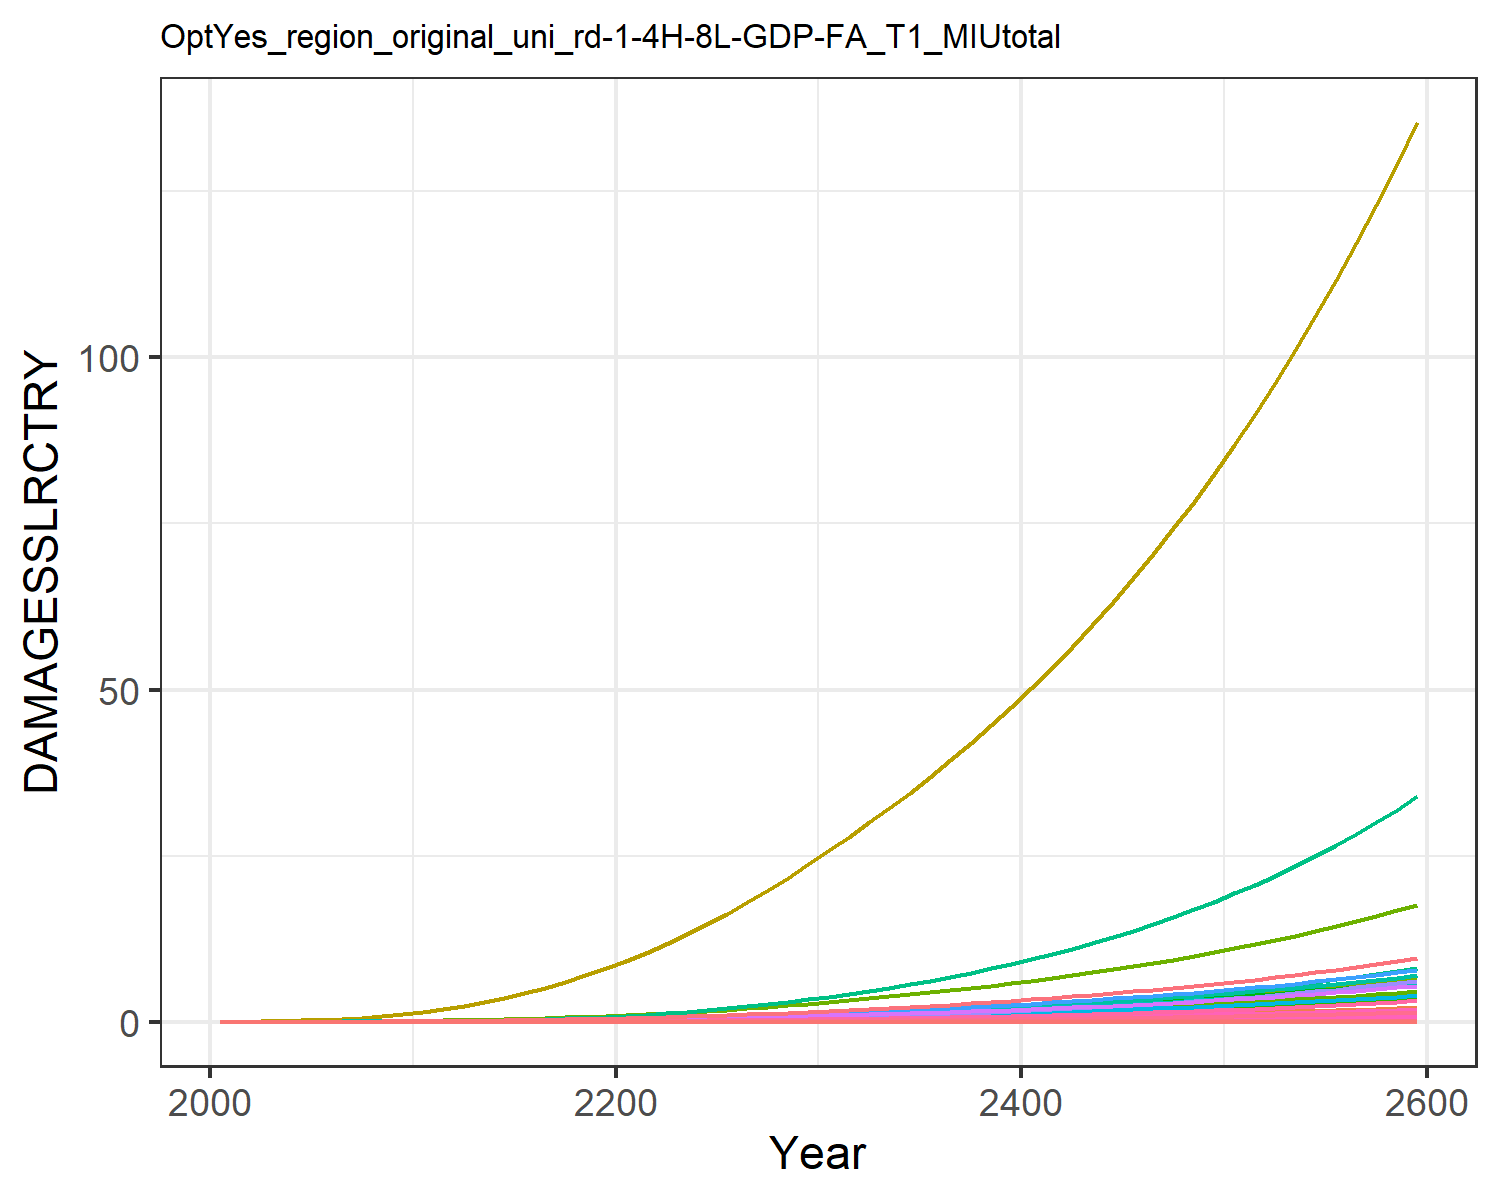 OptYes_region_original_uni_rd-1-4H-8L-GDP-FA_T1_MIUtotal
DAMAGESSLRCTRY
100
50
0
2000
2200
2400
2600
Year